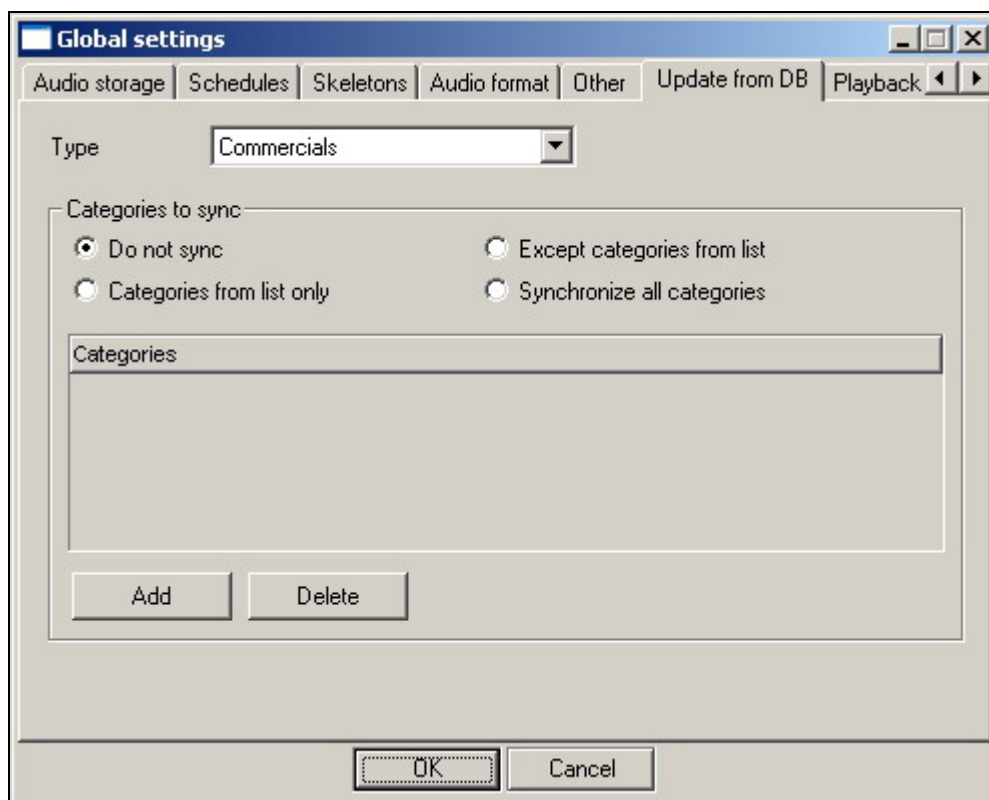 Global settings
Audio storage Schedules Skeletons Audio format Other Update from DB Playback
Type Commercials
Categories to sync
Do not sync Except categories from list
Categories from list only Synchronize all categories
Categories
Add Delete
OK Cancel